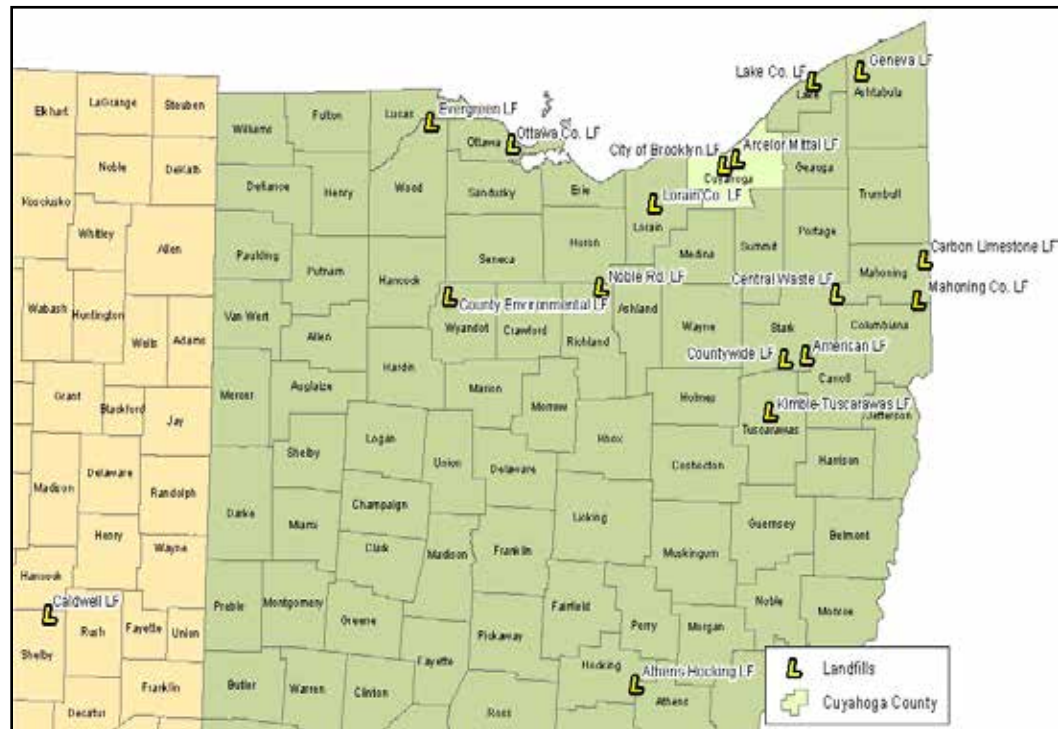 Geneva LF
Lake Co. LF
Lake
Ashtabula
Elkhart
LaGrange
Steuben
Williams
Fulton
Lucas
Evergreen LF
Ottawa
Ottawa Co. LF
City of Brooklyn LF
Arcelor Mittal LF
Cuyahoga
Geauga
Noble
DeKalb
Defiance
Henry
Wood
Sandusky
Erie
Lorain Co. LF
Lorain
Trumbull
Kosciusko
Whitley
Allen
Paulding
Putnam
Hancock
Seneca
Huron
Medina
Summit
Portage
Carbon Limestone LF
Mahoning
Noble Rd. LF
Central Waste LF
Mahoning Co. LF
Wabash
Huntington
Wells
Adams
Van Wert
Allen
County Environmental LF
Wyandot
Crawford
Richland
Ashland
Wayne
Stark
Columbiana
Countywide LF
American LF
Carroll
Grant
Blackford
Jay
Mercer
Auglaize
Hardin
Marion
Morrow
Holmes
Kimble-Tuscarawas LF
Tuscarawas
Jefferson
Logan
Knox
Shelby
Union
Delaware
Coshocton
Harrison
Madison
Delaware
Randolph
Darke
Miami
Champaign
Licking
Guernsey
Belmont
Henry
Wayne
Clark
Madison
Franklin
Muskingum
Hancock
Caldwell LF
Shelby
Rush
Fayette
Union
Preble
Montgomery
Greene
Pickaway
Fairfield
Perry
Morgan
Noble
Monroe
Fayette
Hocking
Athens-Hocking LF
Athens
Franklin
Decatur
Butler
Warren
Clinton
Ross
Landfills
Cuyahoga County